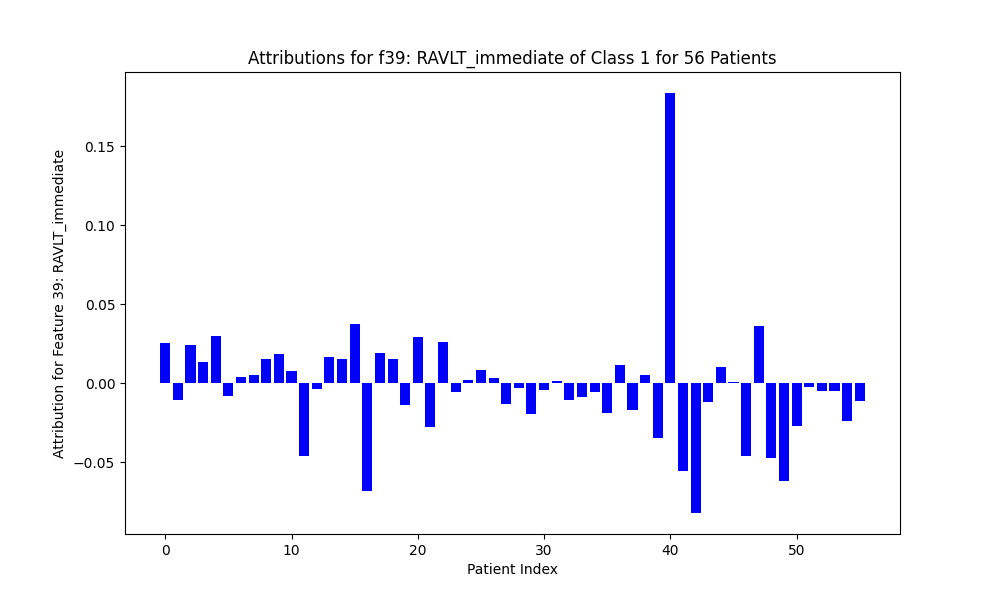 Attributions for f39: RAVLT_immediate of Class 1 for 56 Patients
Attribution for Feature 39: RAVLT_immediate
0.15
0.10
0.05
0.00
−0.05
0 10 20 30 40 50
Patient Index